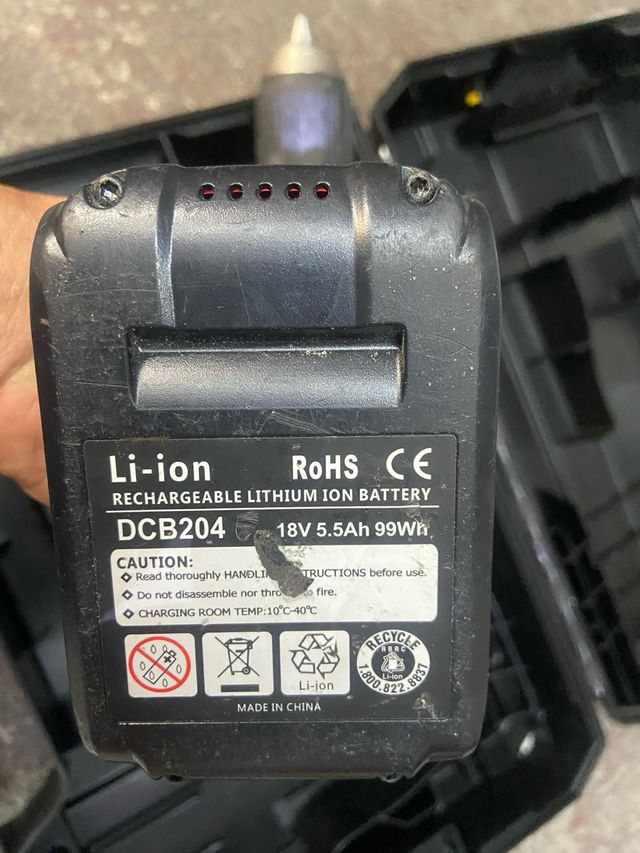 Li-ion RoHS CE
RECHARGEABLE LITHIUM ION BATTERY
DCB204 18V 5.5Ah 99Wh
CAUTION:
Read thoroughly before use.
Do not disassemble nor fire.
CHARGING ROOM TEMP:10°C-40°C
Li-ion
RECYCLE
RBRC
Li-ion
1.800.822.8837
MADE IN CHINA